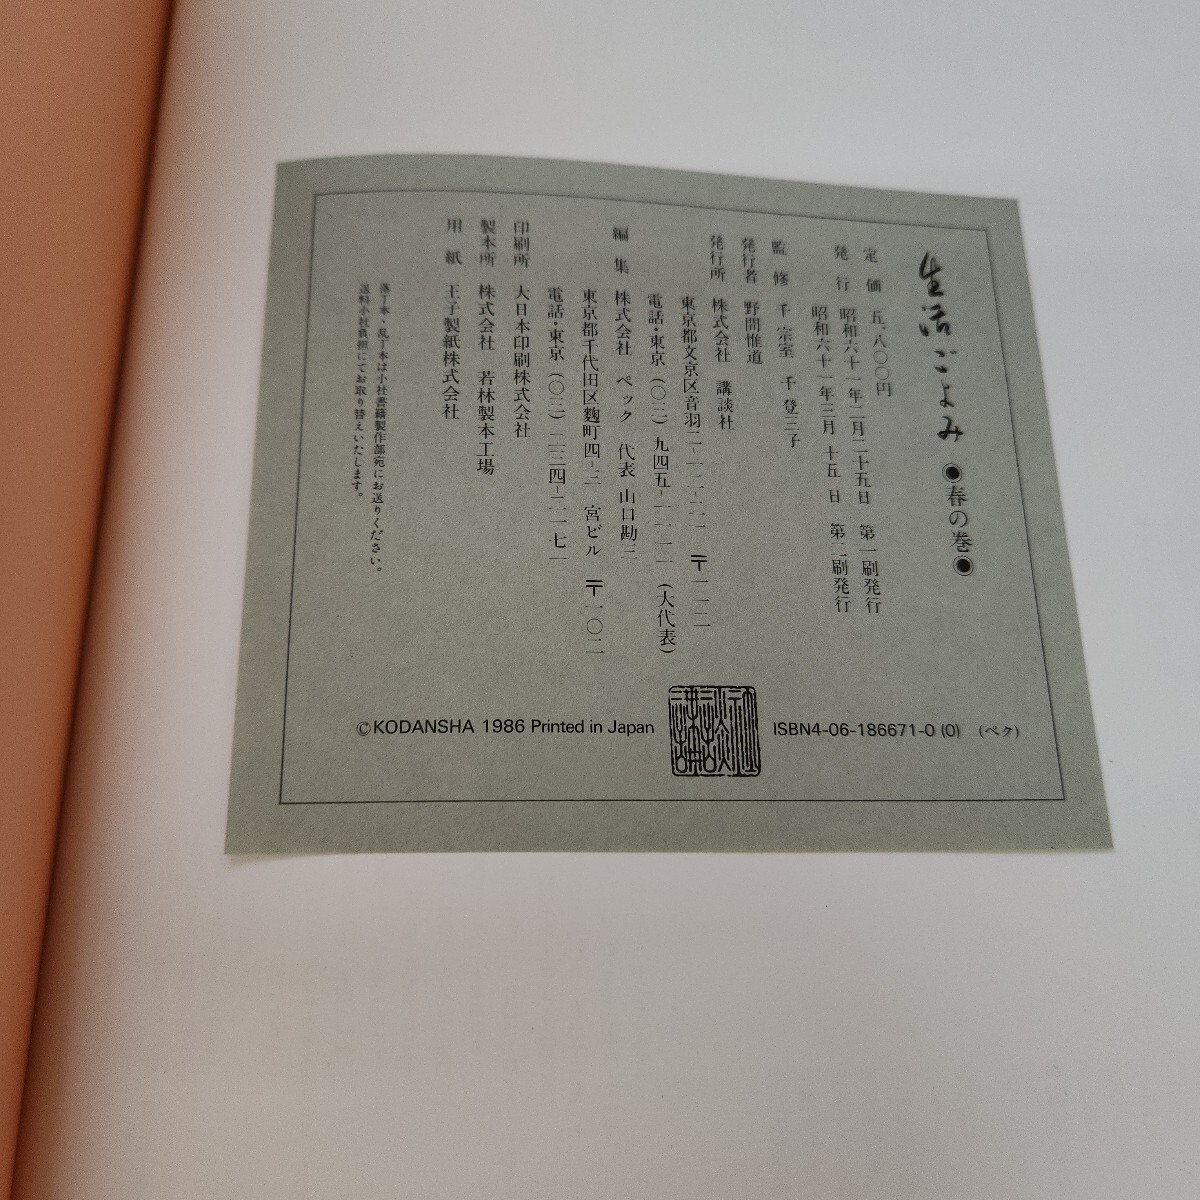 生活ごよみ ◉春の巻◉
定価 五、八〇〇円
発行 昭和六十一年二月二十五日 第一刷発行
昭和六十一年三月十五日 第二刷発行
監修 千 宗室 千 登三子
発行者 野間惟道
発行所 株式会社 講談社
東京都文京区音羽二-一二-二一 〒一一二
電話・東京(〇三)九四五-一一一一(大代表)
編集 株式会社 ペック 代表 山口勘三
東京都千代田区麹町四-三 宮ビル 〒一〇二
電話・東京(〇三)二三四-二一七一
印刷所 大日本印刷株式会社
製本所 株式会社 若林製本工場
用紙 王子製紙株式会社
落丁本・乱丁本は小社書籍製作部宛にお送りください。
送料小社負担にてお取り替えいたします。
©KODANSHA 1986 Printed in Japan
ISBN4-06-186671-0 (0) (ペク)